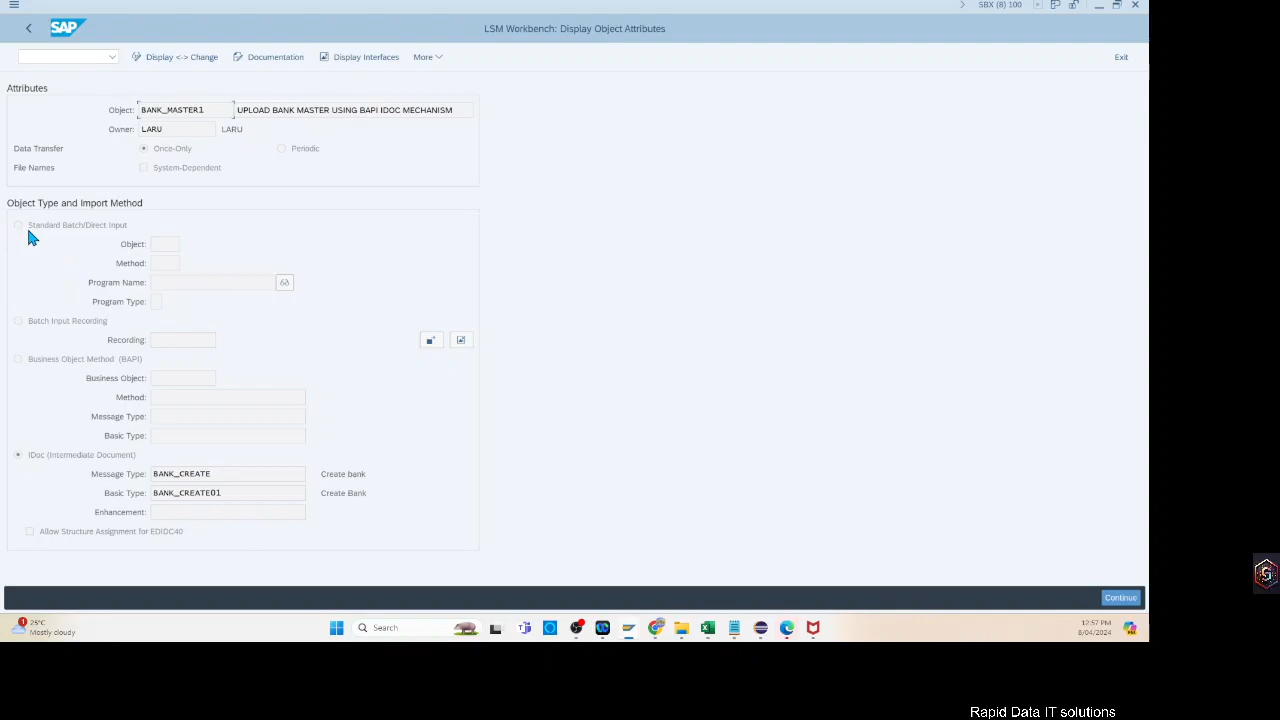 SBX (8) 100
SAP
LSM Workbench: Display Object Attributes
Display <-> Change
Documentation
Display Interfaces
More
Exit
Attributes
Object: BANK_MASTER1 UPLOAD BANK MASTER USING BAPI IDOC MECHANISM
Owner: LARU LARU
Data Transfer Once-Only Periodic
File Names System-Dependent
Object Type and Import Method
Standard Batch/Direct Input
Object:
Method:
Program Name:
Program Type:
Batch Input Recording
Recording:
Business Object Method (BAPI)
Business Object:
Method:
Message Type:
Basic Type:
IDoc (Intermediate Document)
Message Type: BANK_CREATE Create bank
Basic Type: BANK_CREATE01 Create Bank
Enhancement:
Allow Structure Assignment for EDIDC40
Continue
1
25°C
Mostly cloudy
Search
12:57 PM
8/04/2024
Rapid Data IT solutions